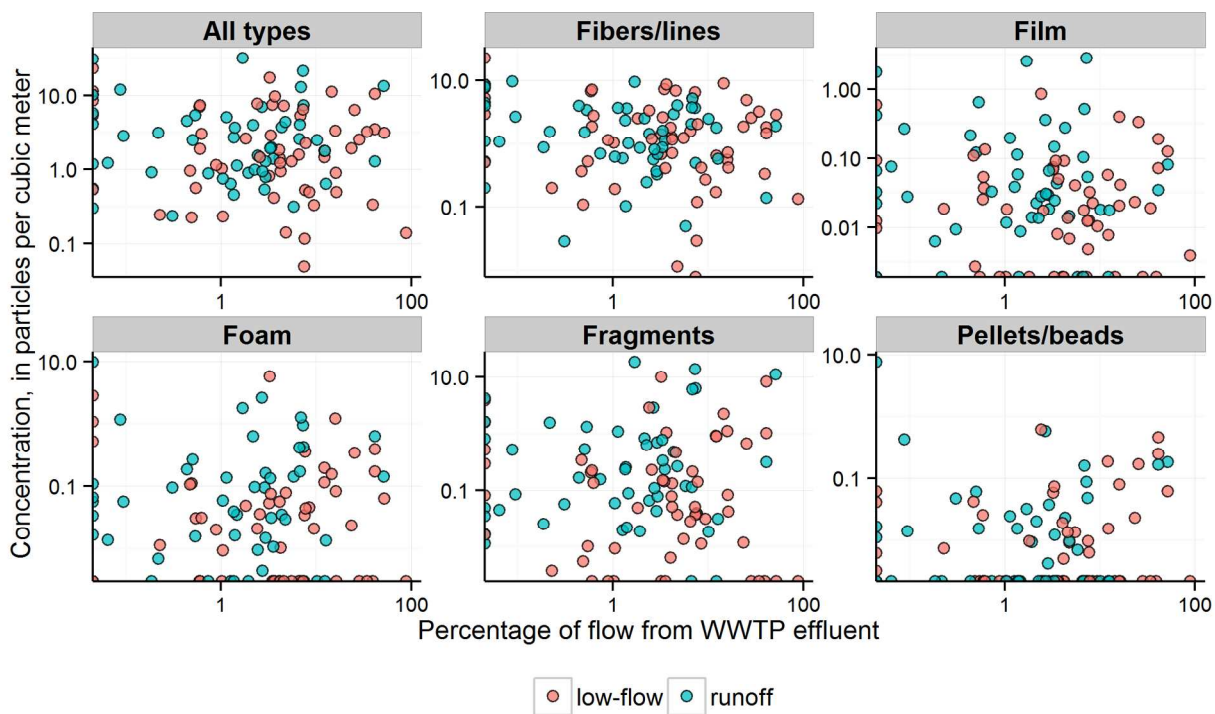 All types
Fibers/lines
Film
10.0
1.0
0.1
1 100
10.0
1.0
0.1
1 100
1.00
0.10
0.01
1 100
Foam
Fragments
Pellets/beads
10.0
0.1
1 100
10.0
0.1
1 100
10.0
0.1
1 100
Concentration, in particles per cubic meter
Percentage of flow from WWTP effluent
low-flow runoff